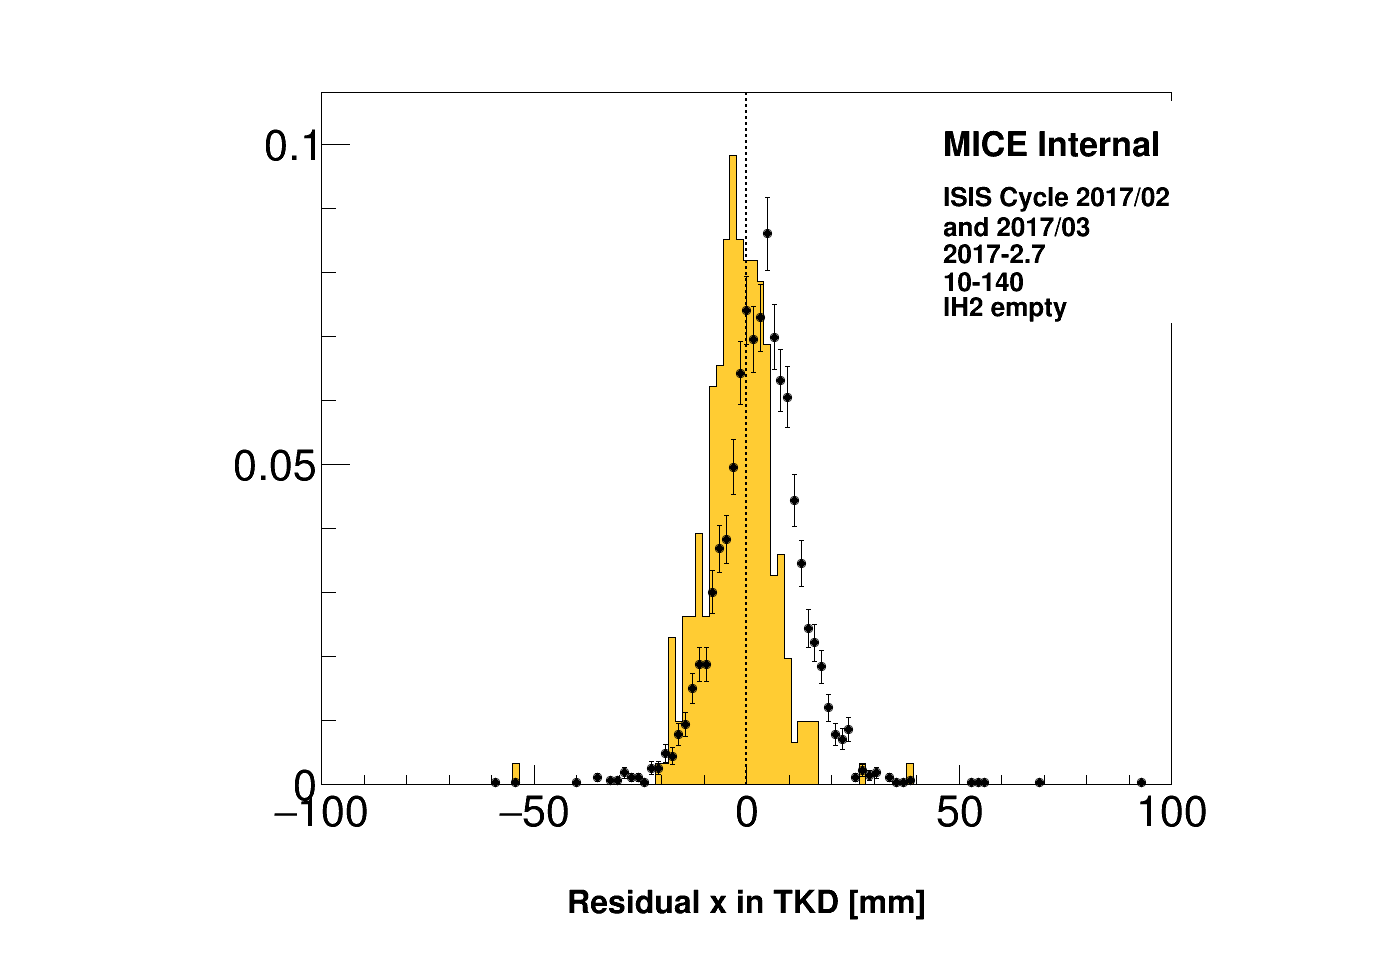 0.1
MICE Internal
ISIS Cycle 2017/02
and 2017/03
2017-2.7
10-140
IH2 empty
0.05
0
−100 −50 0 50 100
Residual x in TKD [mm]